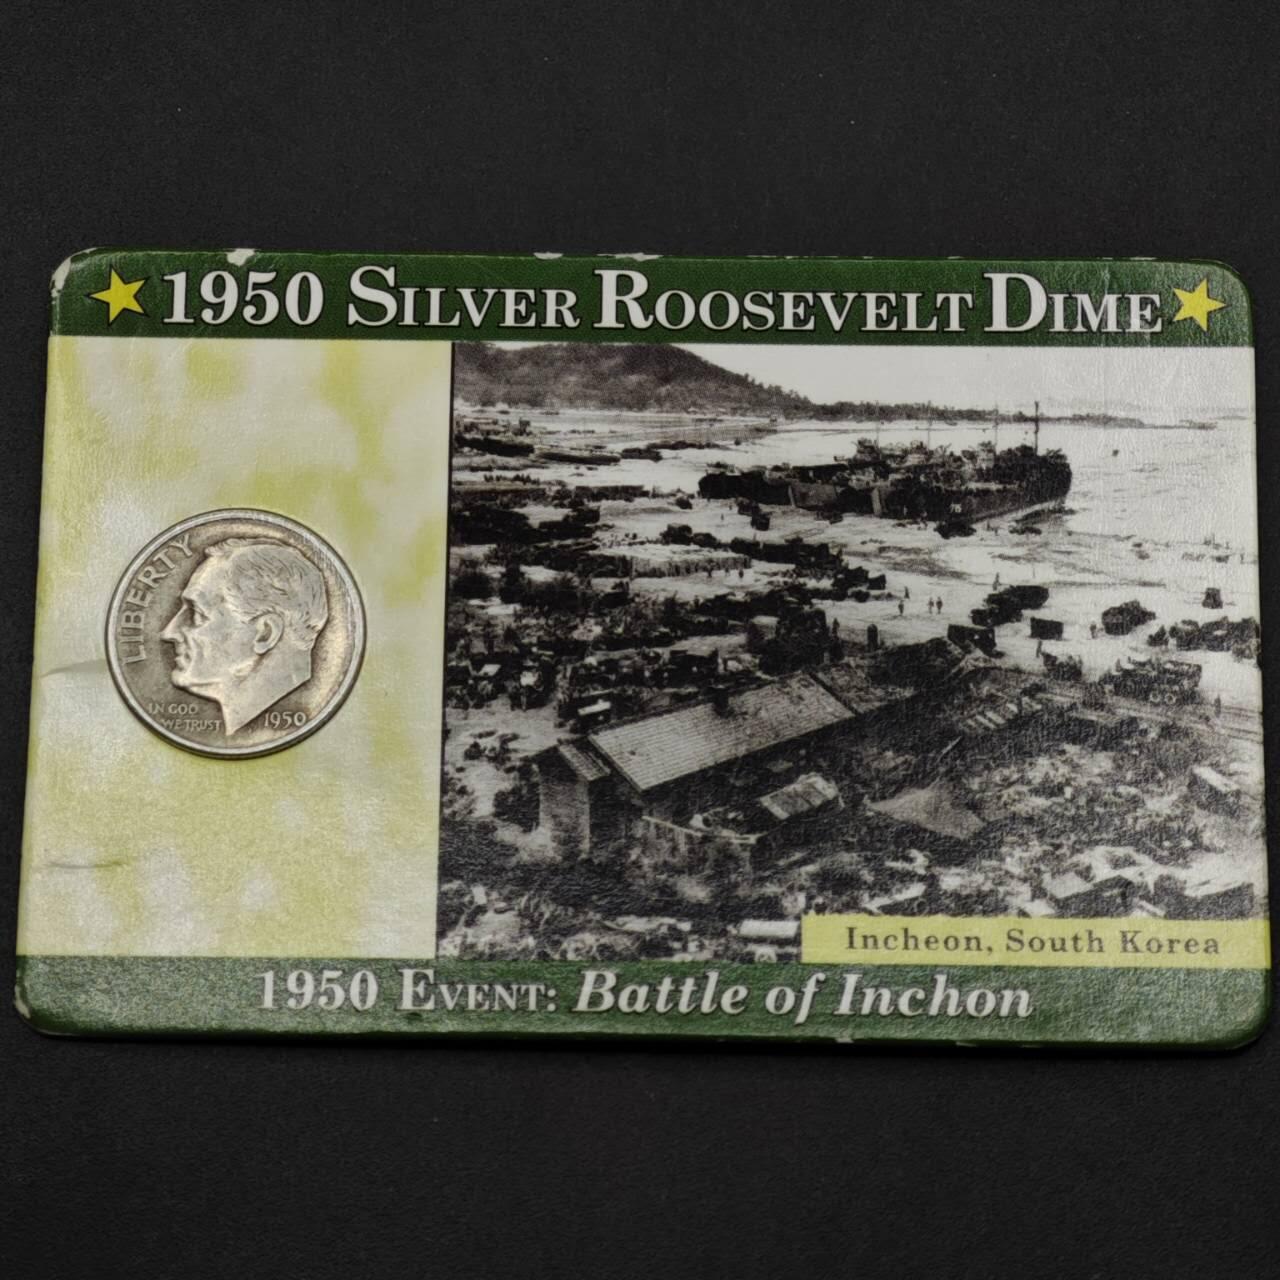 1950 Silver Roosevelt Dime
LIBERTY
IN GOD
WE TRUST
1950
Incheon, South Korea
1950 Event: Battle of Inchon